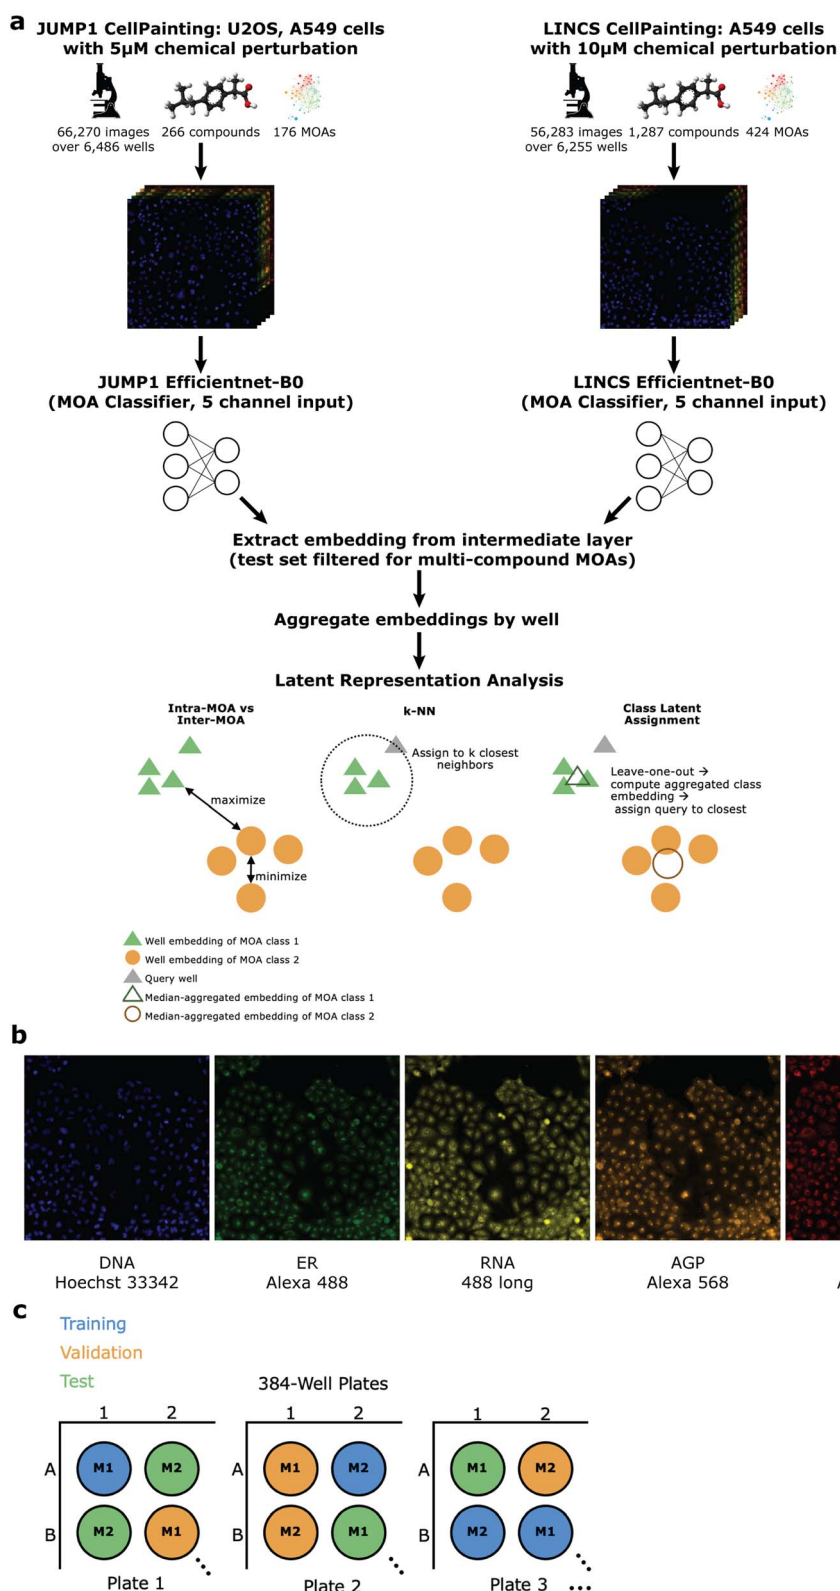 a
JUMP1 CellPainting: U2OS, A549 cells
with 5µM chemical perturbation
66,270 images
over 6,486 wells
266 compounds
176 MOAs
LINCS CellPainting: A549 cells
with 10µM chemical perturbation
56,283 images
over 6,255 wells
1,287 compounds
424 MOAs
JUMP1 Efficientnet-B0
(MOA Classifier, 5 channel input)
LINCS Efficientnet-B0
(MOA Classifier, 5 channel input)
Extract embedding from intermediate layer
(test set filtered for multi-compound MOAs)
Aggregate embeddings by well
Latent Representation Analysis
Intra-MOA vs
Inter-MOA
maximize
minimize
k-NN
Assign to k closest
neighbors
Class Latent
Assignment
Leave-one-out →
compute aggregated class
embedding →
assign query to closest
Well embedding of MOA class 1
Well embedding of MOA class 2
Query well
Median-aggregated embedding of MOA class 1
Median-aggregated embedding of MOA class 2
b
DNA
Hoechst 33342
ER
Alexa 488
RNA
488 long
AGP
Alexa 568
c
Training
Validation
Test
384-Well Plates
1 2
A M1 M2
B M2 M1
Plate 1
1 2
A M1 M2
B M2 M1
Plate 2
1 2
A M1 M2
B M2 M1
Plate 3 ...